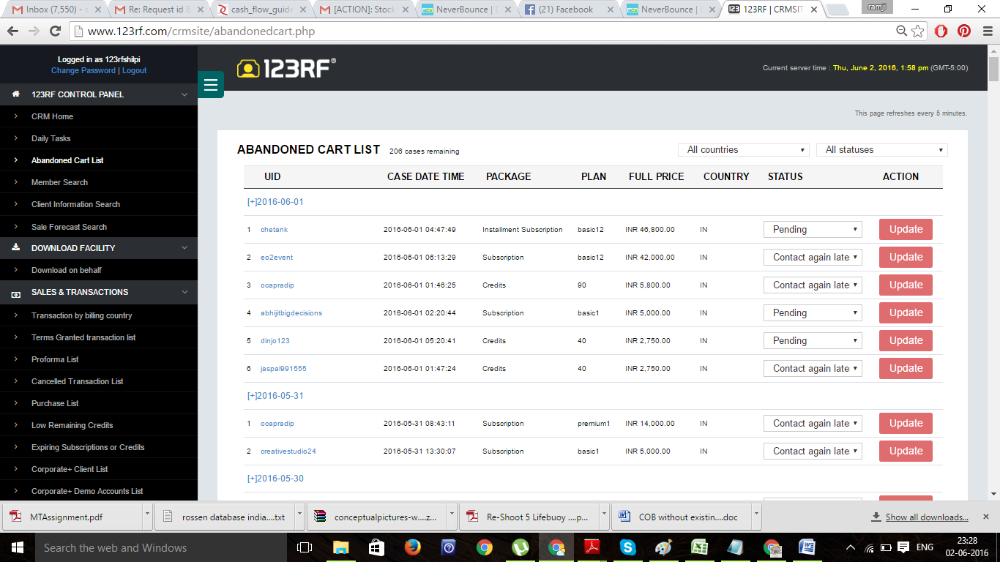 Inbox (7,550) - s
Re: Request id &
cash_flow_guide
[ACTION]: Stock
NeverBounce | D
(21) Facebook
NeverBounce | D
123RF | CRMSIT
ramji
www.123rf.com/crmsite/abandonedcart.php
Logged in as 123rfshilpi
Change Password | Logout
123RF®
Current server time : Thu, June 2, 2016, 1:58 pm (GMT-5:00)
This page refreshes every 5 minutes.
123RF CONTROL PANEL
CRM Home
Daily Tasks
Abandoned Cart List
Member Search
Client Information Search
Sale Forecast Search
DOWNLOAD FACILITY
Download on behalf
SALES & TRANSACTIONS
Transaction by billing country
Terms Granted transaction list
Proforma List
Cancelled Transaction List
Purchase List
Low Remaining Credits
Expiring Subscriptions or Credits
Corporate+ Client List
Corporate+ Demo Accounts List
ABANDONED CART LIST 206 cases remaining All countries All statuses
UID CASE DATE TIME PACKAGE PLAN FULL PRICE COUNTRY STATUS ACTION
[+]2016-06-01
1 chetank 2016-06-01 04:47:49 Installment Subscription basic12 INR 46,800.00 IN Pending Update
2 eo2event 2016-06-01 06:13:29 Subscription basic12 INR 42,000.00 IN Contact again late Update
3 ocapradip 2016-06-01 01:46:25 Credits 90 INR 5,800.00 IN Contact again late Update
4 abhijitbigdecisions 2016-06-01 02:20:44 Subscription basic1 INR 5,000.00 IN Pending Update
5 dinjo123 2016-06-01 05:20:41 Credits 40 INR 2,750.00 IN Pending Update
6 jaspal991555 2016-06-01 01:47:24 Credits 40 INR 2,750.00 IN Contact again late Update
[+]2016-05-31
1 ocapradip 2016-05-31 08:43:11 Subscription premium1 INR 14,000.00 IN Contact again late Update
2 creativestudio24 2016-05-31 13:30:07 Subscription basic1 INR 5,000.00 IN Contact again late Update
[+]2016-05-30
MTAssignment.pdf
rossen database india....txt
conceptualpictures-w....z...
Re-Shoot 5 Lifebuoy ....p...
COB without existin....doc
Show all downloads...
Search the web and Windows
ENG
23:28
02-06-2016